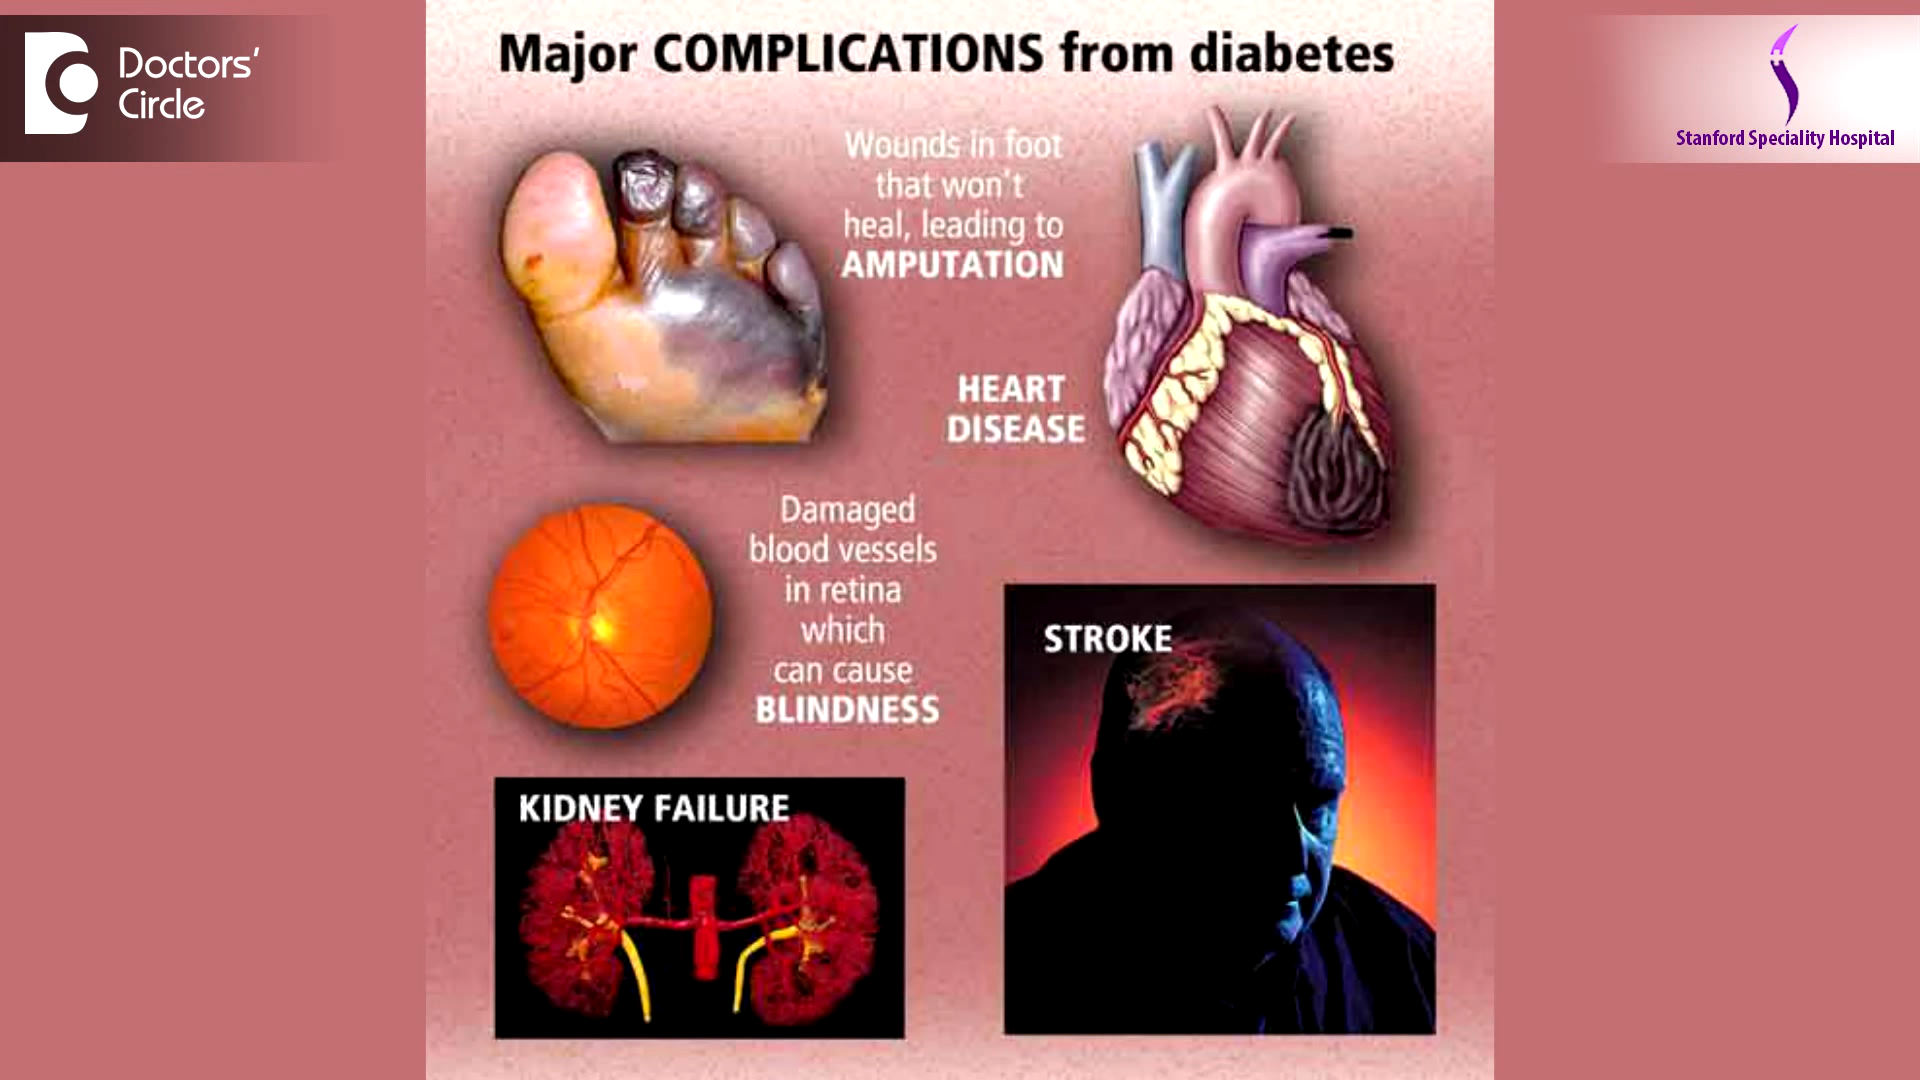 Doctors'
Circle
Stanford Speciality Hospital
Major COMPLICATIONS from diabetes
Wounds in foot
that won't
heal, leading to
AMPUTATION
HEART
DISEASE
Damaged
blood vessels
in retina
which
can cause
BLINDNESS
STROKE
KIDNEY FAILURE